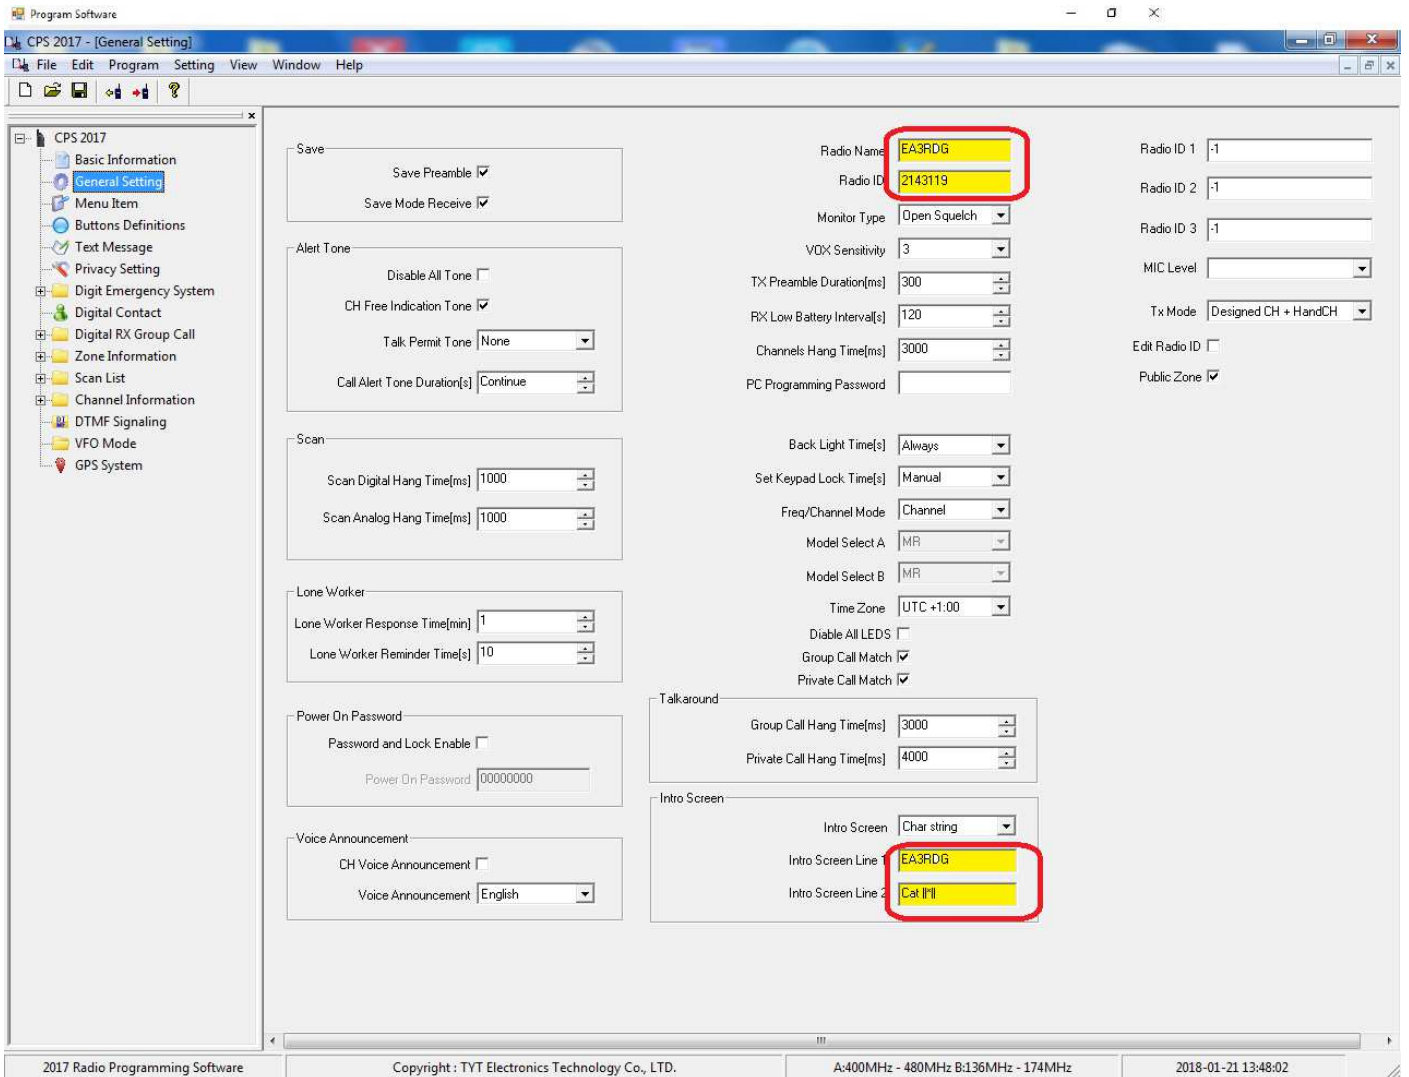 Program Software
CPS 2017 - [General Setting]
File Edit Program Setting View Window Help
CPS 2017
Basic Information
General Setting
Menu Item
Buttons Definitions
Text Message
Privacy Setting
Digit Emergency System
Digital Contact
Digital RX Group Call
Zone Information
Scan List
Channel Information
DTMF Signaling
VFO Mode
GPS System
Save
Save Preamble
Save Mode Receive
Alert Tone
Disable All Tone
CH Free Indication Tone
Talk Permit Tone None
Call Alert Tone Duration[s] Continue
Scan
Scan Digital Hang Time[ms] 1000
Scan Analog Hang Time[ms] 1000
Lone Worker
Lone Worker Response Time[min] 1
Lone Worker Reminder Time[s] 10
Power On Password
Password and Lock Enable
Power On Password 00000000
Voice Announcement
CH Voice Announcement
Voice Announcement English
Radio Name EA3RDG
Radio ID 2143119
Monitor Type Open Squelch
VOX Sensitivity 3
TX Preamble Duration[ms] 300
RX Low Battery Interval[s] 120
Channels Hang Time[ms] 3000
PC Programming Password
Back Light Time[s] Always
Set Keypad Lock Time[s] Manual
Freq/Channel Mode Channel
Model Select A MR
Model Select B MR
Time Zone UTC +1:00
Diable All LEDS
Group Call Match
Private Call Match
Talkaround
Group Call Hang Time[ms] 3000
Private Call Hang Time[ms] 4000
Intro Screen
Intro Screen Char string
Intro Screen Line 1 EA3RDG
Intro Screen Line 2 Cat ||*||
Radio ID 1 -1
Radio ID 2 -1
Radio ID 3 -1
MIC Level
Tx Mode Designed CH + HandCH
Edit Radio ID
Public Zone
2017 Radio Programming Software
Copyright : TYT Electronics Technology Co., LTD.
A:400MHz - 480MHz B:136MHz - 174MHz
2018-01-21 13:48:02